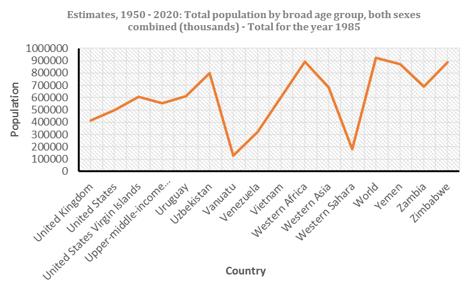 Estimates, 1950 - 2020: Total population by broad age group, both sexes
combined (thousands) - Total for the year 1985
1000000
900000
800000
700000
600000
500000
400000
300000
200000
100000
0
Population
United Kingdom
United States
United States Virgin Islands
Upper-middle-income...
Uruguay
Uzbekistan
Vanuatu
Venezuela
Vietnam
Western Africa
Western Asia
Western Sahara
World
Yemen
Zambia
Zimbabwe
Country